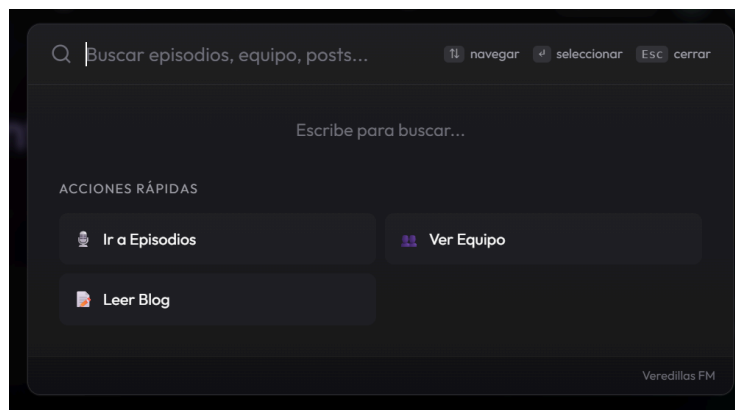 Buscar episodios, equipo, posts... ⇅ navegar ↵ seleccionar Esc cerrar
Escribe para buscar...
ACCIONES RÁPIDAS
Ir a Episodios Ver Equipo
Leer Blog
Veredillas FM